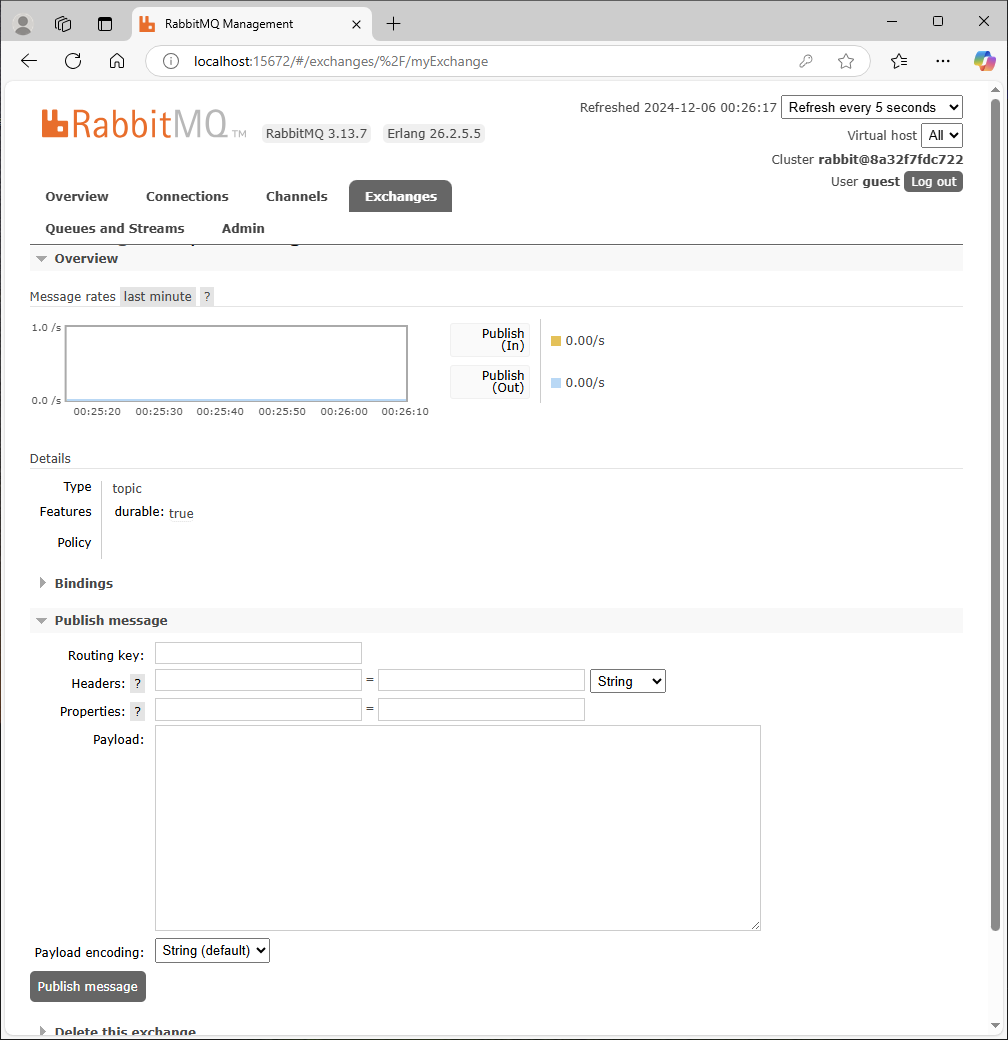 RabbitMQ Management
localhost:15672/#/exchanges/%2F/myExchange
Refreshed 2024-12-06 00:26:17 Refresh every 5 seconds
RabbitMQ TM RabbitMQ 3.13.7 Erlang 26.2.5.5
Virtual host All
Cluster rabbit@8a32f7fdc722
User guest Log out
Overview Connections Channels Exchanges
Queues and Streams Admin
Overview
Message rates last minute ?
1.0 /s
0.0 /s
00:25:20 00:25:30 00:25:40 00:25:50 00:26:00 00:26:10
Publish
(In)
0.00/s
Publish
(Out)
0.00/s
Details
Type topic
Features durable: true
Policy
Bindings
Publish message
Routing key:
Headers: ? = String
Properties: ? =
Payload:
Payload encoding: String (default)
Publish message
Delete this exchange